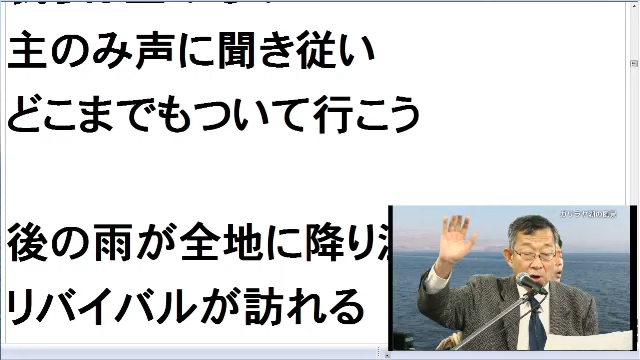 主のみ声に聞き従い
どこまでもついて行こう
後の雨が全地に降り
リバイバルが訪れる